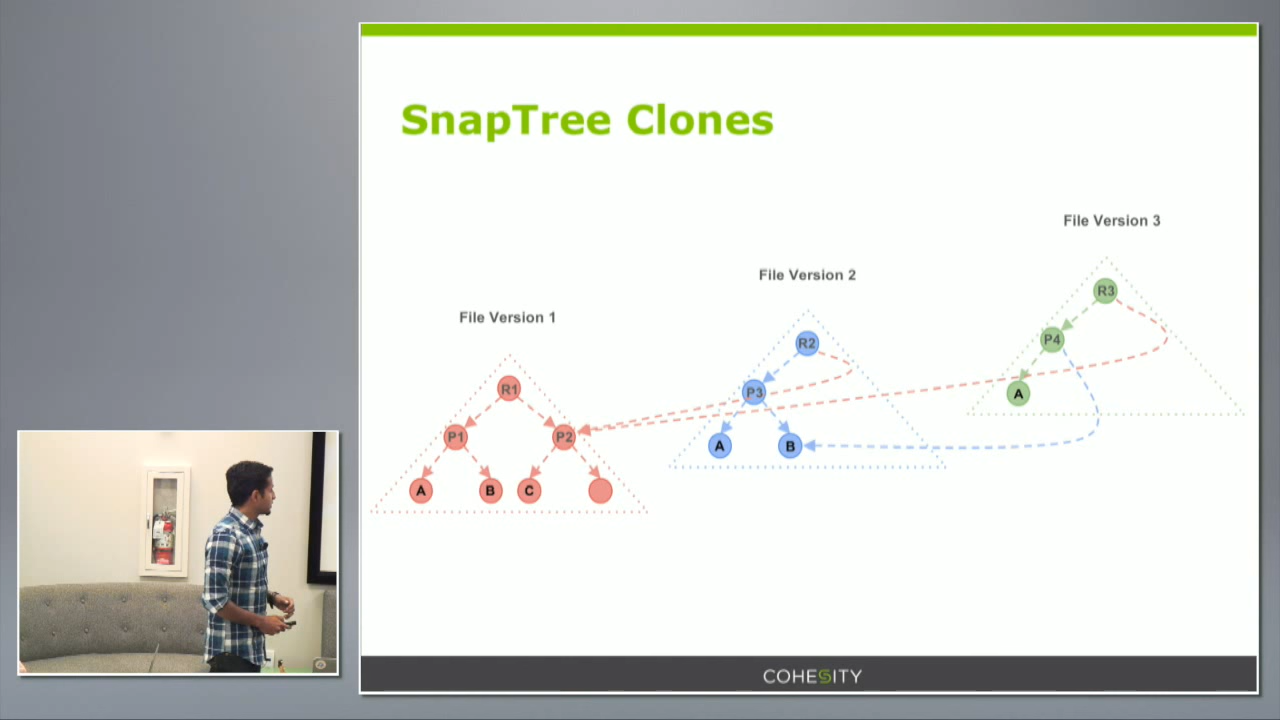 SnapTree Clones
File Version 3
File Version 2
File Version 1
R3
P4
A
R2
P3
A
B
R1
P1
P2
A
B
C
COHESITY